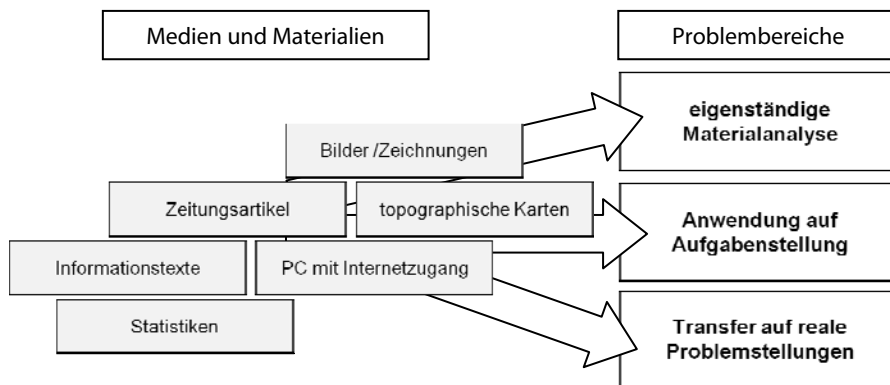 Medien und Materialien
Problembereiche
eigenständige
Materialanalyse
Bilder /Zeichnungen
Zeitungsartikel
topographische Karten
Anwendung auf
Aufgabenstellung
Informationstexte
PC mit Internetzugang
Statistiken
Transfer auf reale
Problemstellungen